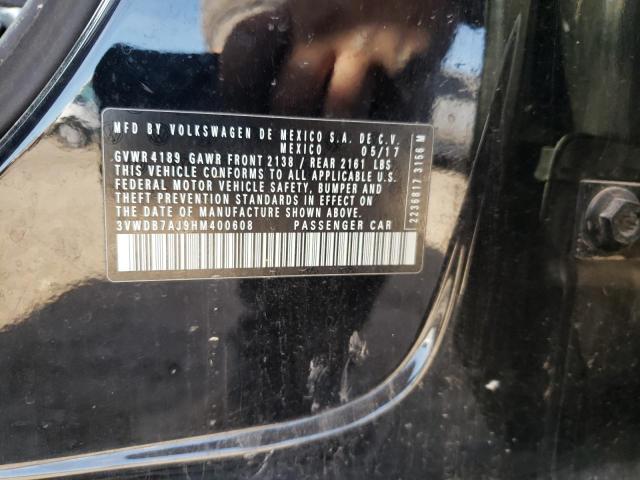 MFD BY VOLKSWAGEN DE MEXICO S.A. DE C.V.
MEXICO 05/17
GVWR 4189 GAWR FRONT 2138 / REAR 2161 LBS
THIS VEHICLE CONFORMS TO ALL APPLICABLE U.S.
FEDERAL MOTOR VEHICLE SAFETY, BUMPER AND
THEFT PREVENTION STANDARDS IN EFFECT ON
THE DATE OF MANUFACTURE SHOWN ABOVE.
3VWDB7AJ9HM400608 PASSENGER CAR
2236817 3156 M